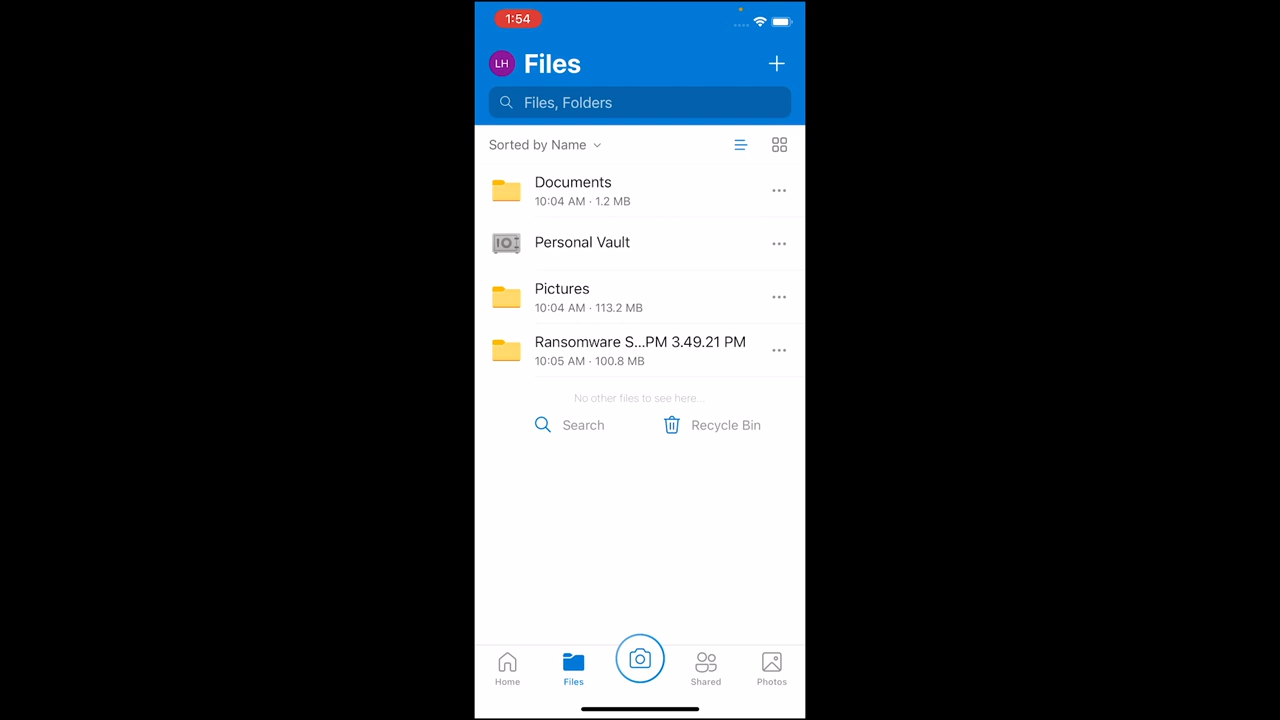 1:54
LH
Files
Files, Folders
Sorted by Name
Documents
10:04 AM · 1.2 MB
Personal Vault
Pictures
10:04 AM · 113.2 MB
Ransomware S...PM 3.49.21 PM
10:05 AM · 100.8 MB
No other files to see here...
Search
Recycle Bin
Home
Files
Shared
Photos